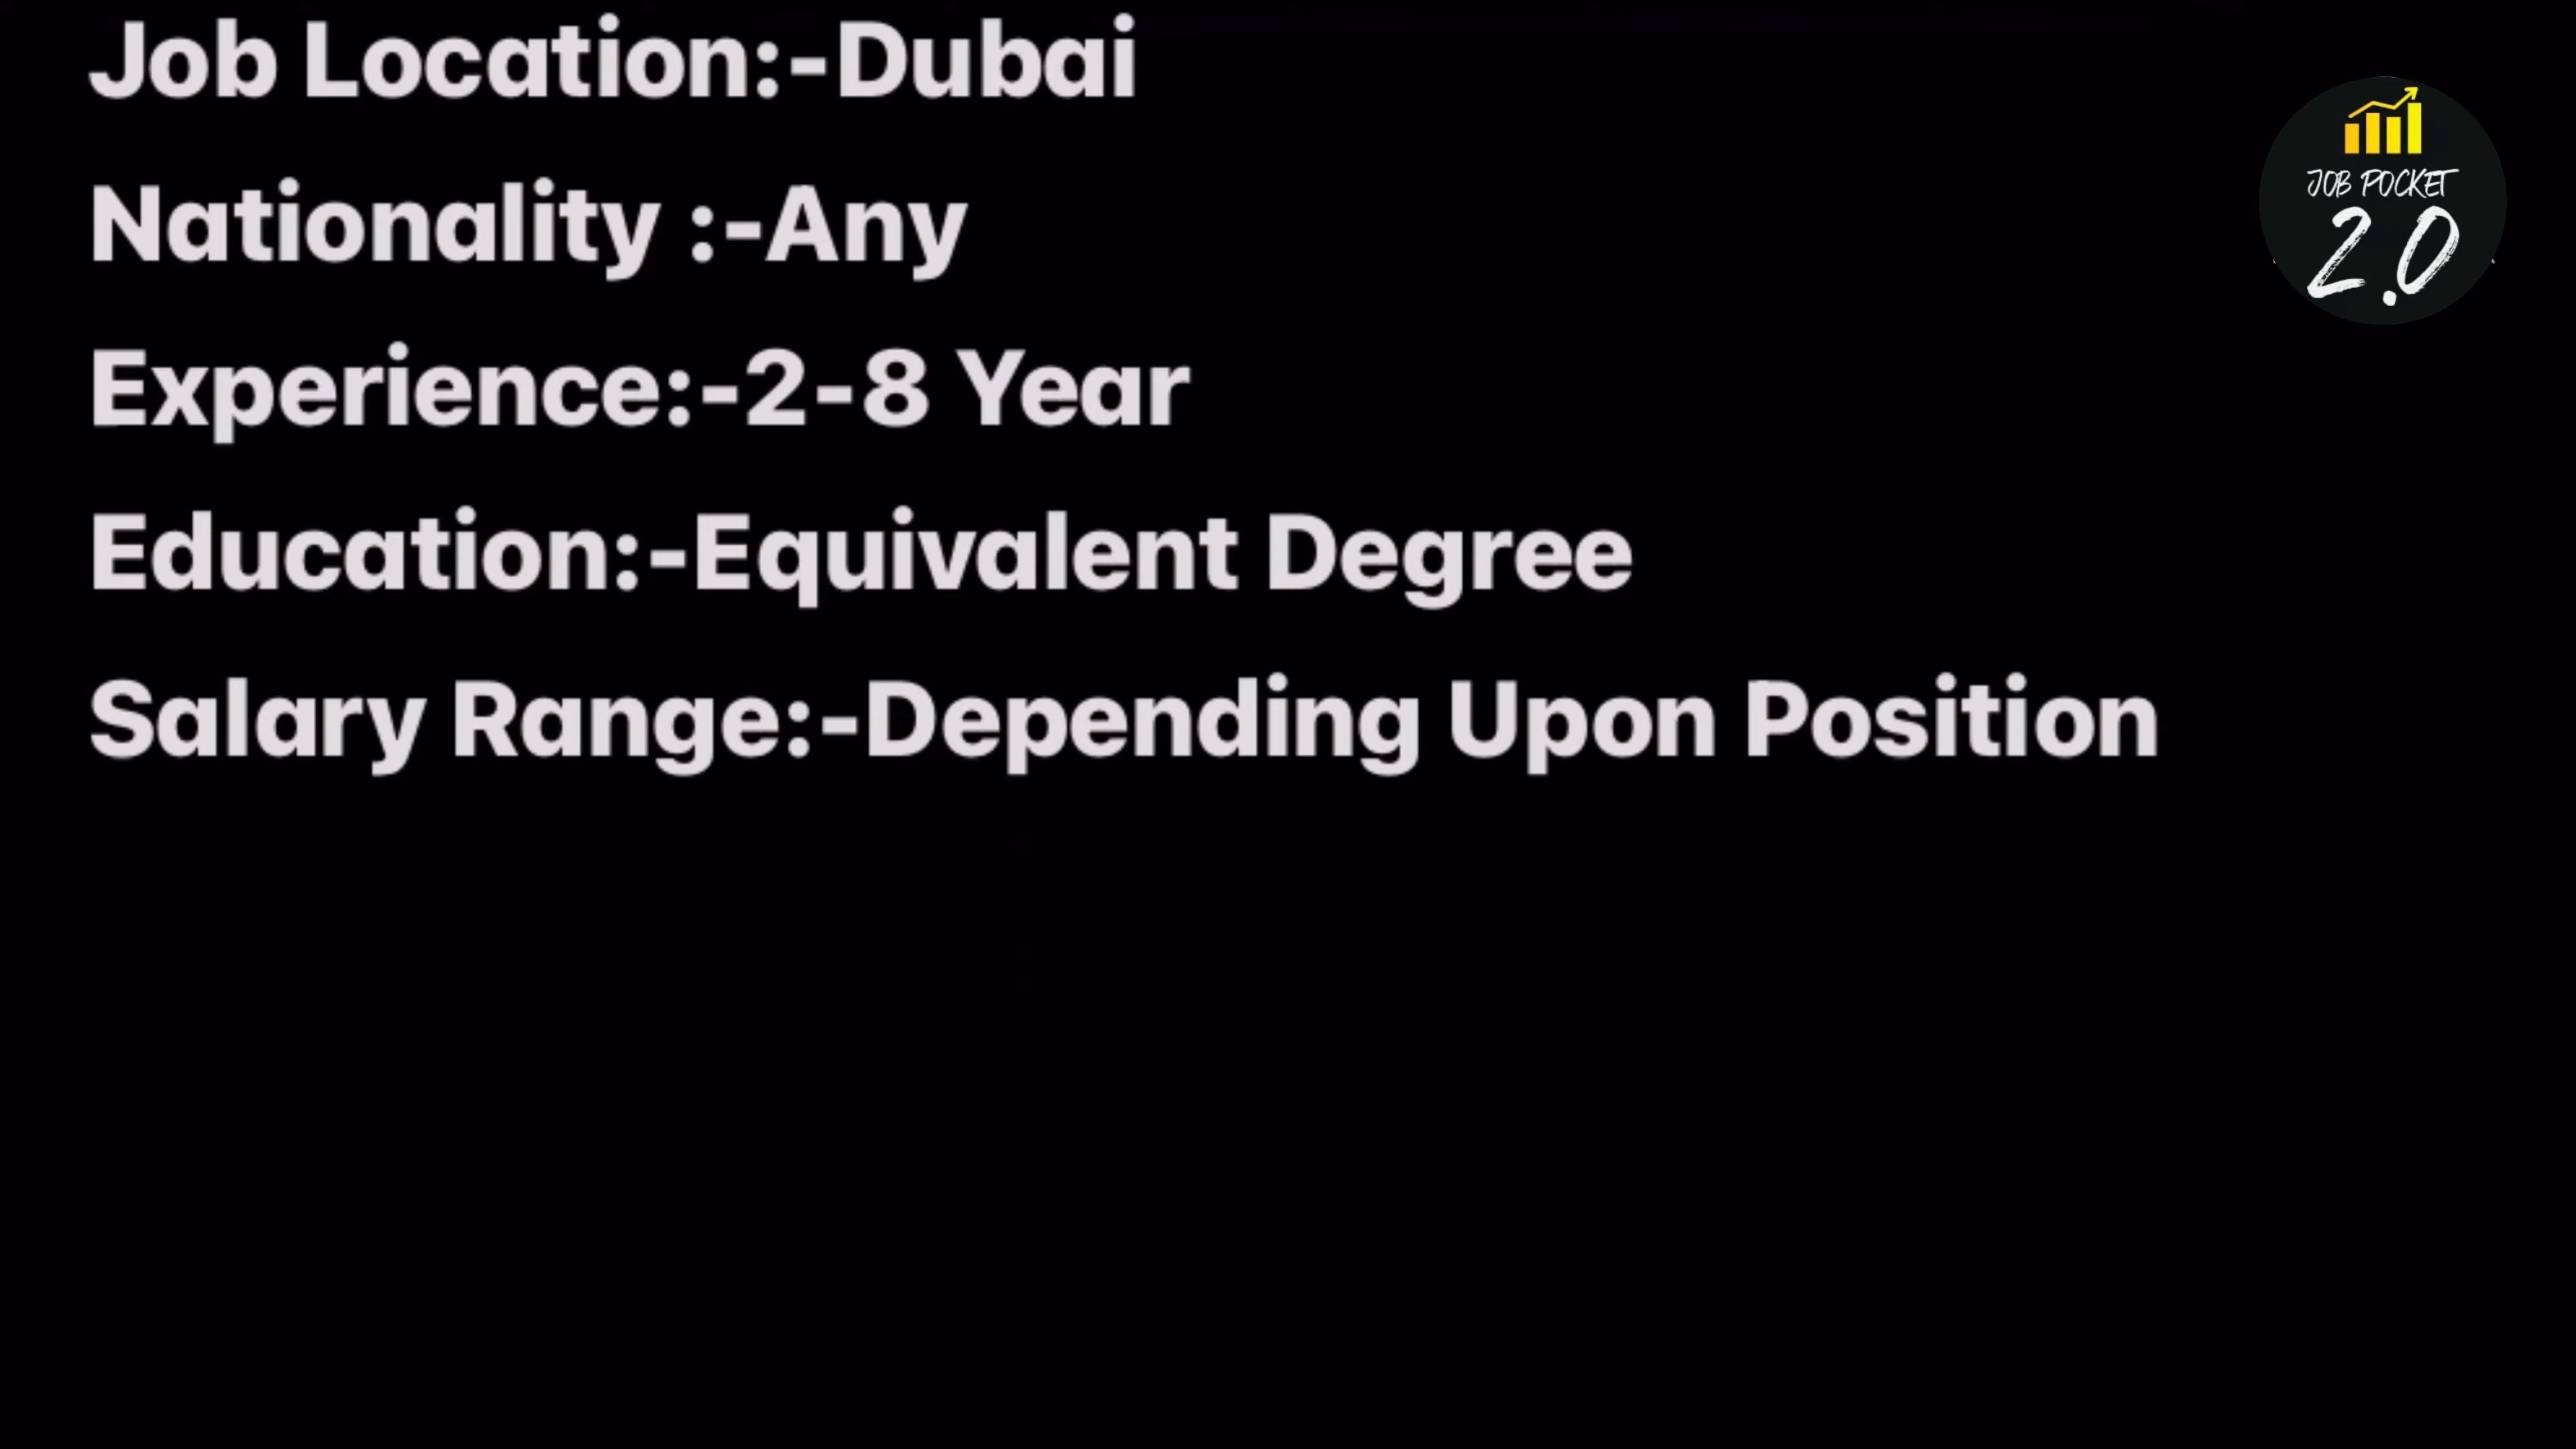 Job Location:-Dubai
Nationality :-Any
Experience:-2-8 Year
Education:-Equivalent Degree
Salary Range:-Depending Upon Position
JOB POCKET
2.0